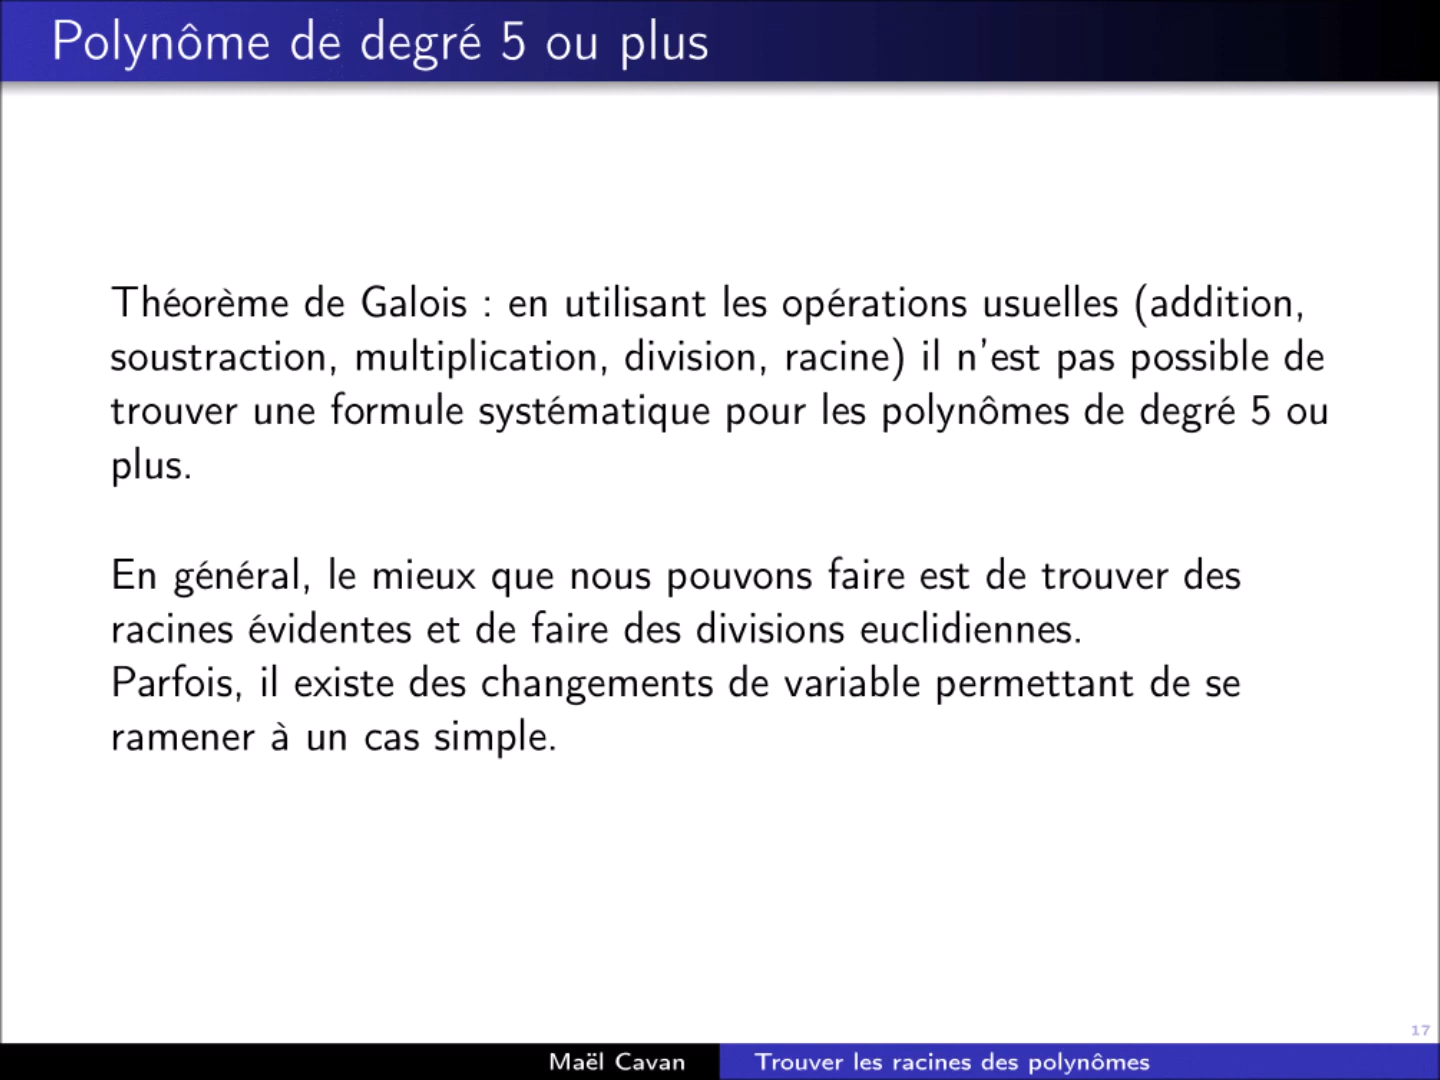 Polynôme de degré 5 ou plus
Théorème de Galois : en utilisant les opérations usuelles (addition,
soustraction, multiplication, division, racine) il n'est pas possible de
trouver une formule systématique pour les polynômes de degré 5 ou
plus.
En général, le mieux que nous pouvons faire est de trouver des
racines évidentes et de faire des divisions euclidiennes.
Parfois, il existe des changements de variable permettant de se
ramener à un cas simple.
17
Maël Cavan
Trouver les racines des polynômes